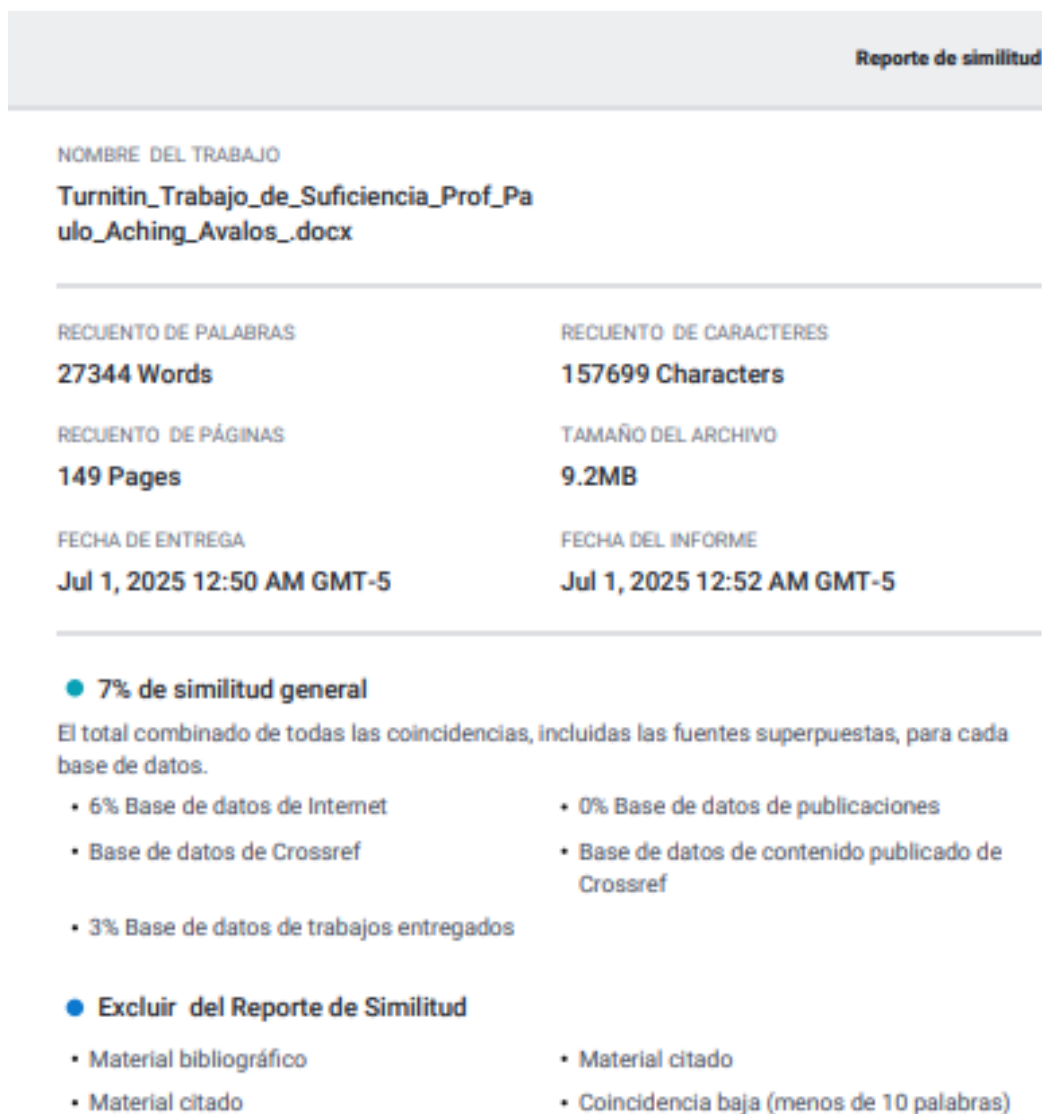 Reporte de similitud
NOMBRE DEL TRABAJO
Turnitin_Trabajo_de_Suficiencia_Prof_Pa
ulo_Aching_Avalos_.docx
RECUENTO DE PALABRAS
27344 Words
RECUENTO DE CARACTERES
157699 Characters
RECUENTO DE PÁGINAS
149 Pages
TAMAÑO DEL ARCHIVO
9.2MB
FECHA DE ENTREGA
Jul 1, 2025 12:50 AM GMT-5
FECHA DEL INFORME
Jul 1, 2025 12:52 AM GMT-5
● 7% de similitud general
El total combinado de todas las coincidencias, incluidas las fuentes superpuestas, para cada
base de datos.
• 6% Base de datos de Internet
• 0% Base de datos de publicaciones
• Base de datos de Crossref
• Base de datos de contenido publicado de
Crossref
• 3% Base de datos de trabajos entregados
● Excluir del Reporte de Similitud
• Material bibliográfico
• Material citado
• Material citado
• Coincidencia baja (menos de 10 palabras)